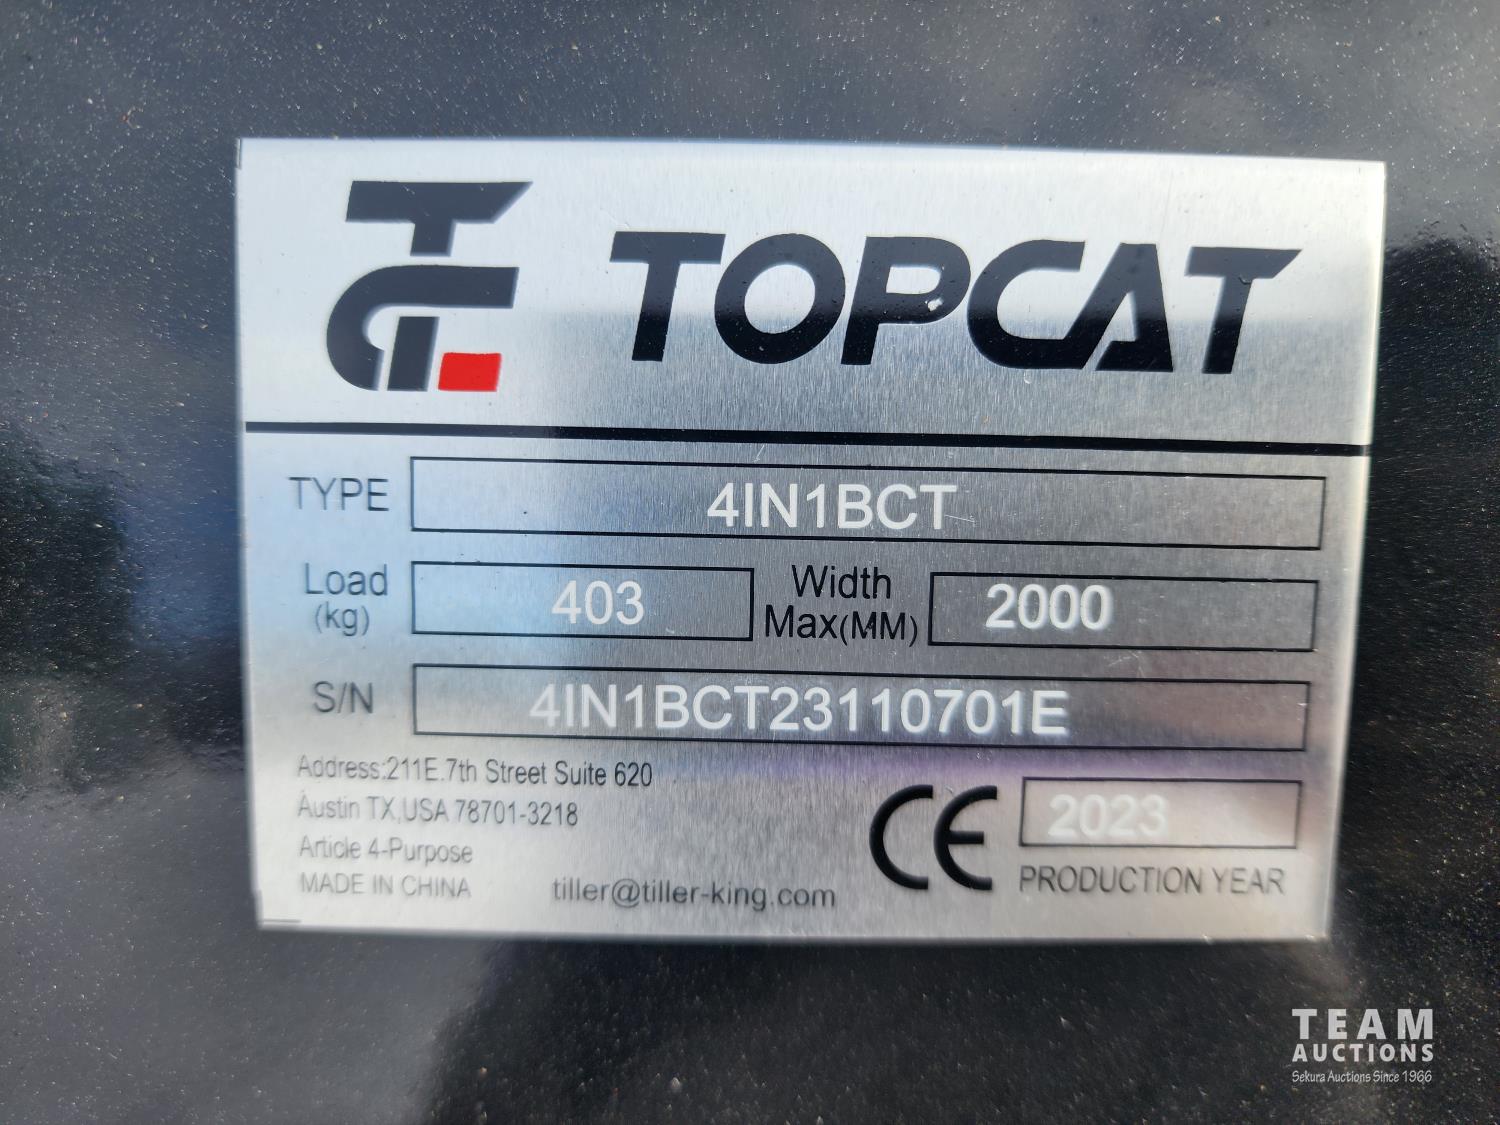 TOPCAT
TYPE 4IN1BCT
Load (kg) 403 Width Max(MM) 2000
S/N 4IN1BCT23110701E
Address:211E.7th Street Suite 620
Austin TX,USA 78701-3218
Article 4-Purpose
MADE IN CHINA
tiller@tiller-king.com
CE
2023
PRODUCTION YEAR
TEAM
AUCTIONS
Sekura Auctions Since 1966